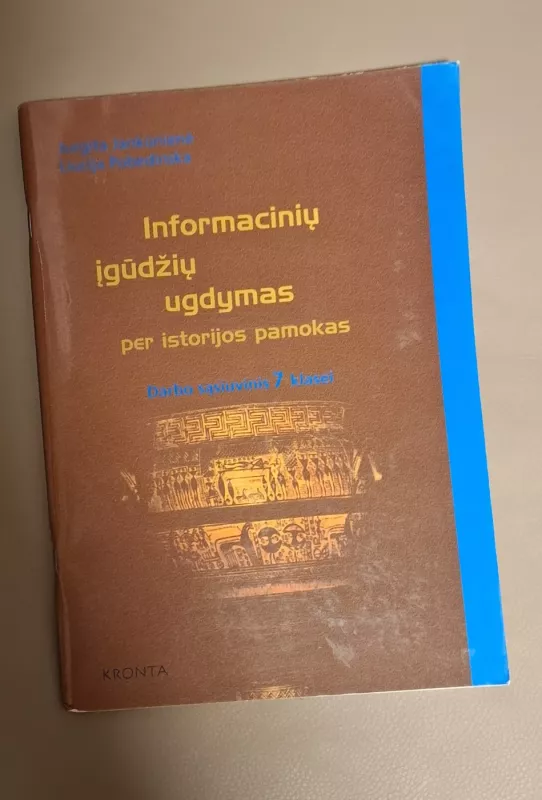 Informacinių
įgūdžių
ugdymas
per istorijos pamokas
Darbo sąsiuvinis 7 klasei
KRONTA